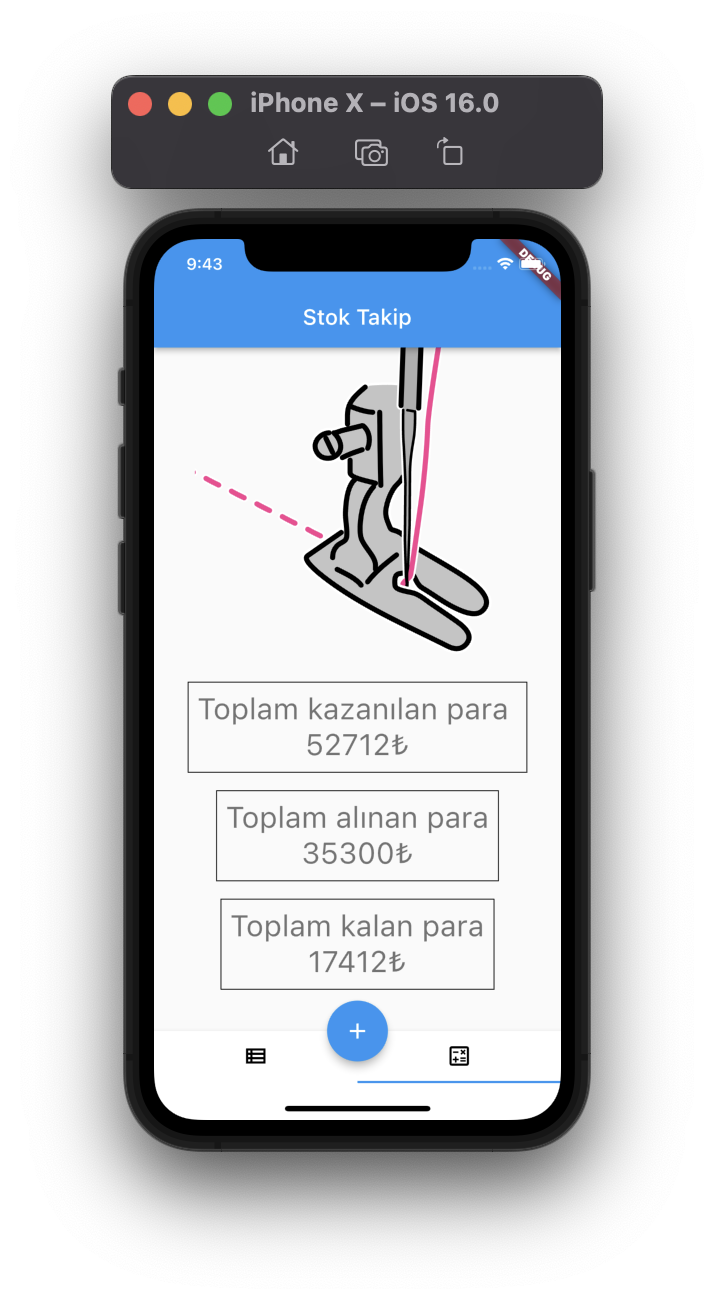 iPhone X – iOS 16.0
9:43
DEBUG
Stok Takip
Toplam kazanılan para
52712₺
Toplam alınan para
35300₺
Toplam kalan para
17412₺